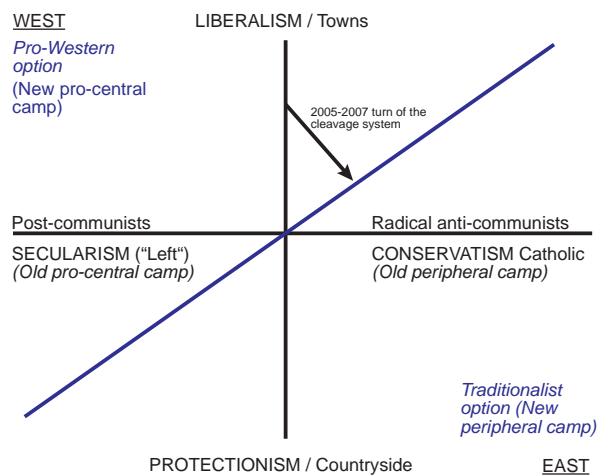 WEST
LIBERALISM / Towns
Pro-Western
option
(New pro-central
camp)
2005-2007 turn of the
cleavage system
Post-communists
Radical anti-communists
SECULARISM ("Left“)
(Old pro-central camp)
CONSERVATISM Catholic
(Old peripheral camp)
Traditionalist
option (New
peripheral camp)
PROTECTIONISM / Countryside
EAST